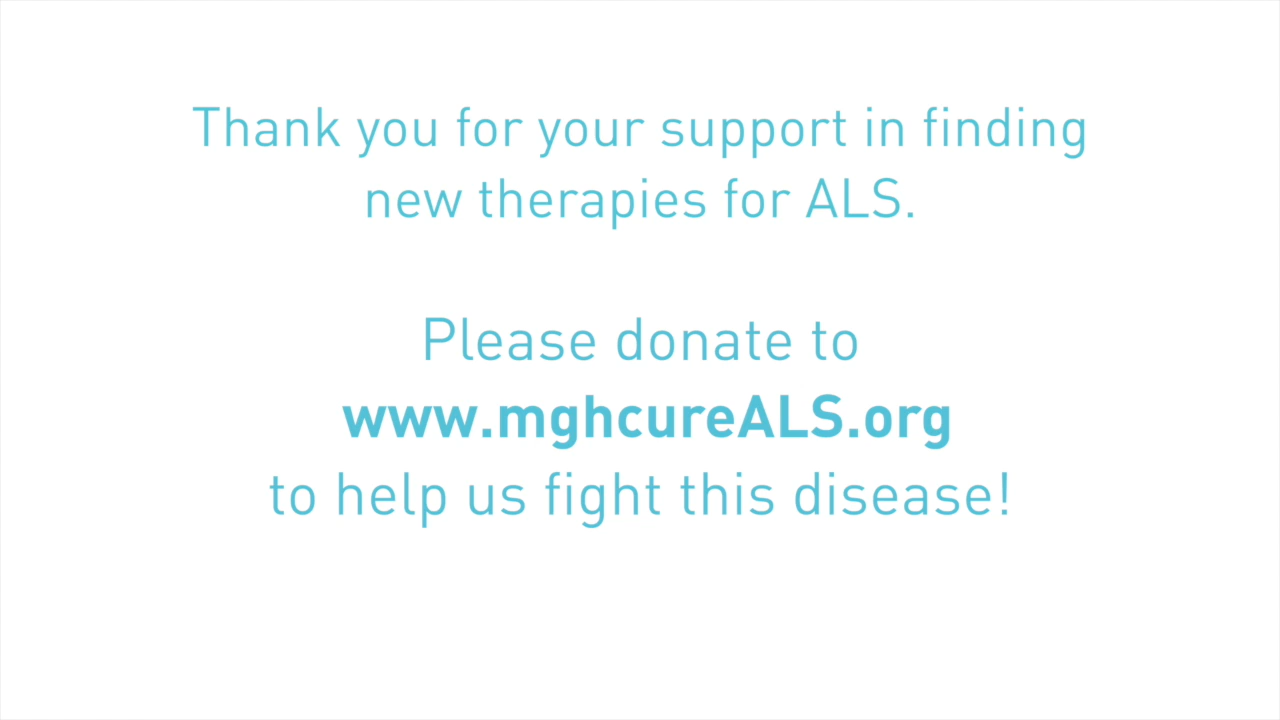 Thank you for your support in finding
new therapies for ALS.
Please donate to
www.mghcureALS.org
to help us fight this disease!